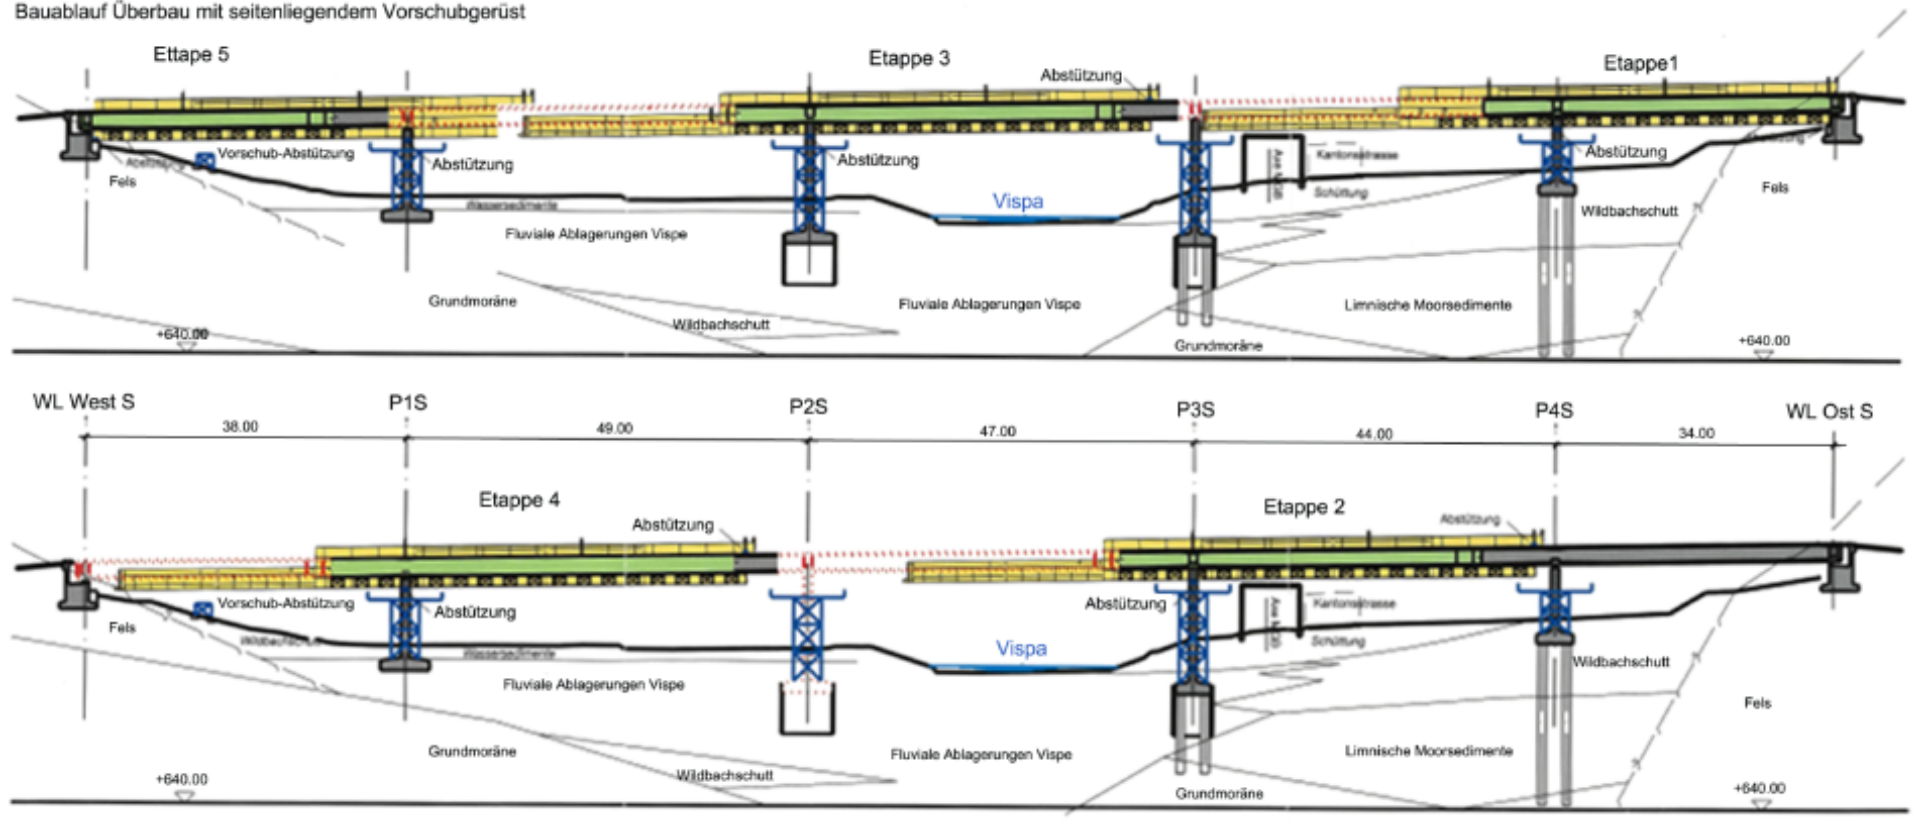 Bauablauf Überbau mit seitenliegendem Vorschubgerüst
Ettape 5
Etappe 3
Etappe1
Abstützung
Vorschub-Abstützung
Abstützung
Abstützung
Kantonsstrasse
Abstützung
Fels
Schüttung
Fels
Wassersedimente
Vispa
Wildbachschutt
Fluviale Ablagerungen Vispe
Grundmoräne
Wildbachschutt
Fluviale Ablagerungen Vispe
Limnische Moorsedimente
+640.00
Grundmoräne
+640.00
WL West S
P1S
P2S
P3S
P4S
WL Ost S
38.00
49.00
47.00
44.00
34.00
Etappe 4
Etappe 2
Abstützung
Abstützung
Vorschub-Abstützung
Abstützung
Abstützung
Kantonsstrasse
Fels
Wildbachschutt
Schüttung
Wassersedimente
Vispa
Wildbachschutt
Fluviale Ablagerungen Vispe
Fels
Grundmoräne
Wildbachschutt
Fluviale Ablagerungen Vispe
Limnische Moorsedimente
+640.00
Grundmoräne
+640.00